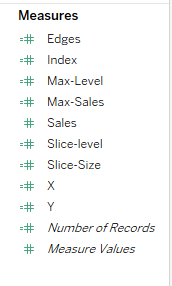 Measures
Edges
Index
Max-Level
Max-Sales
Sales
Slice-level
Slice-Size
X
Y
Number of Records
Measure Values